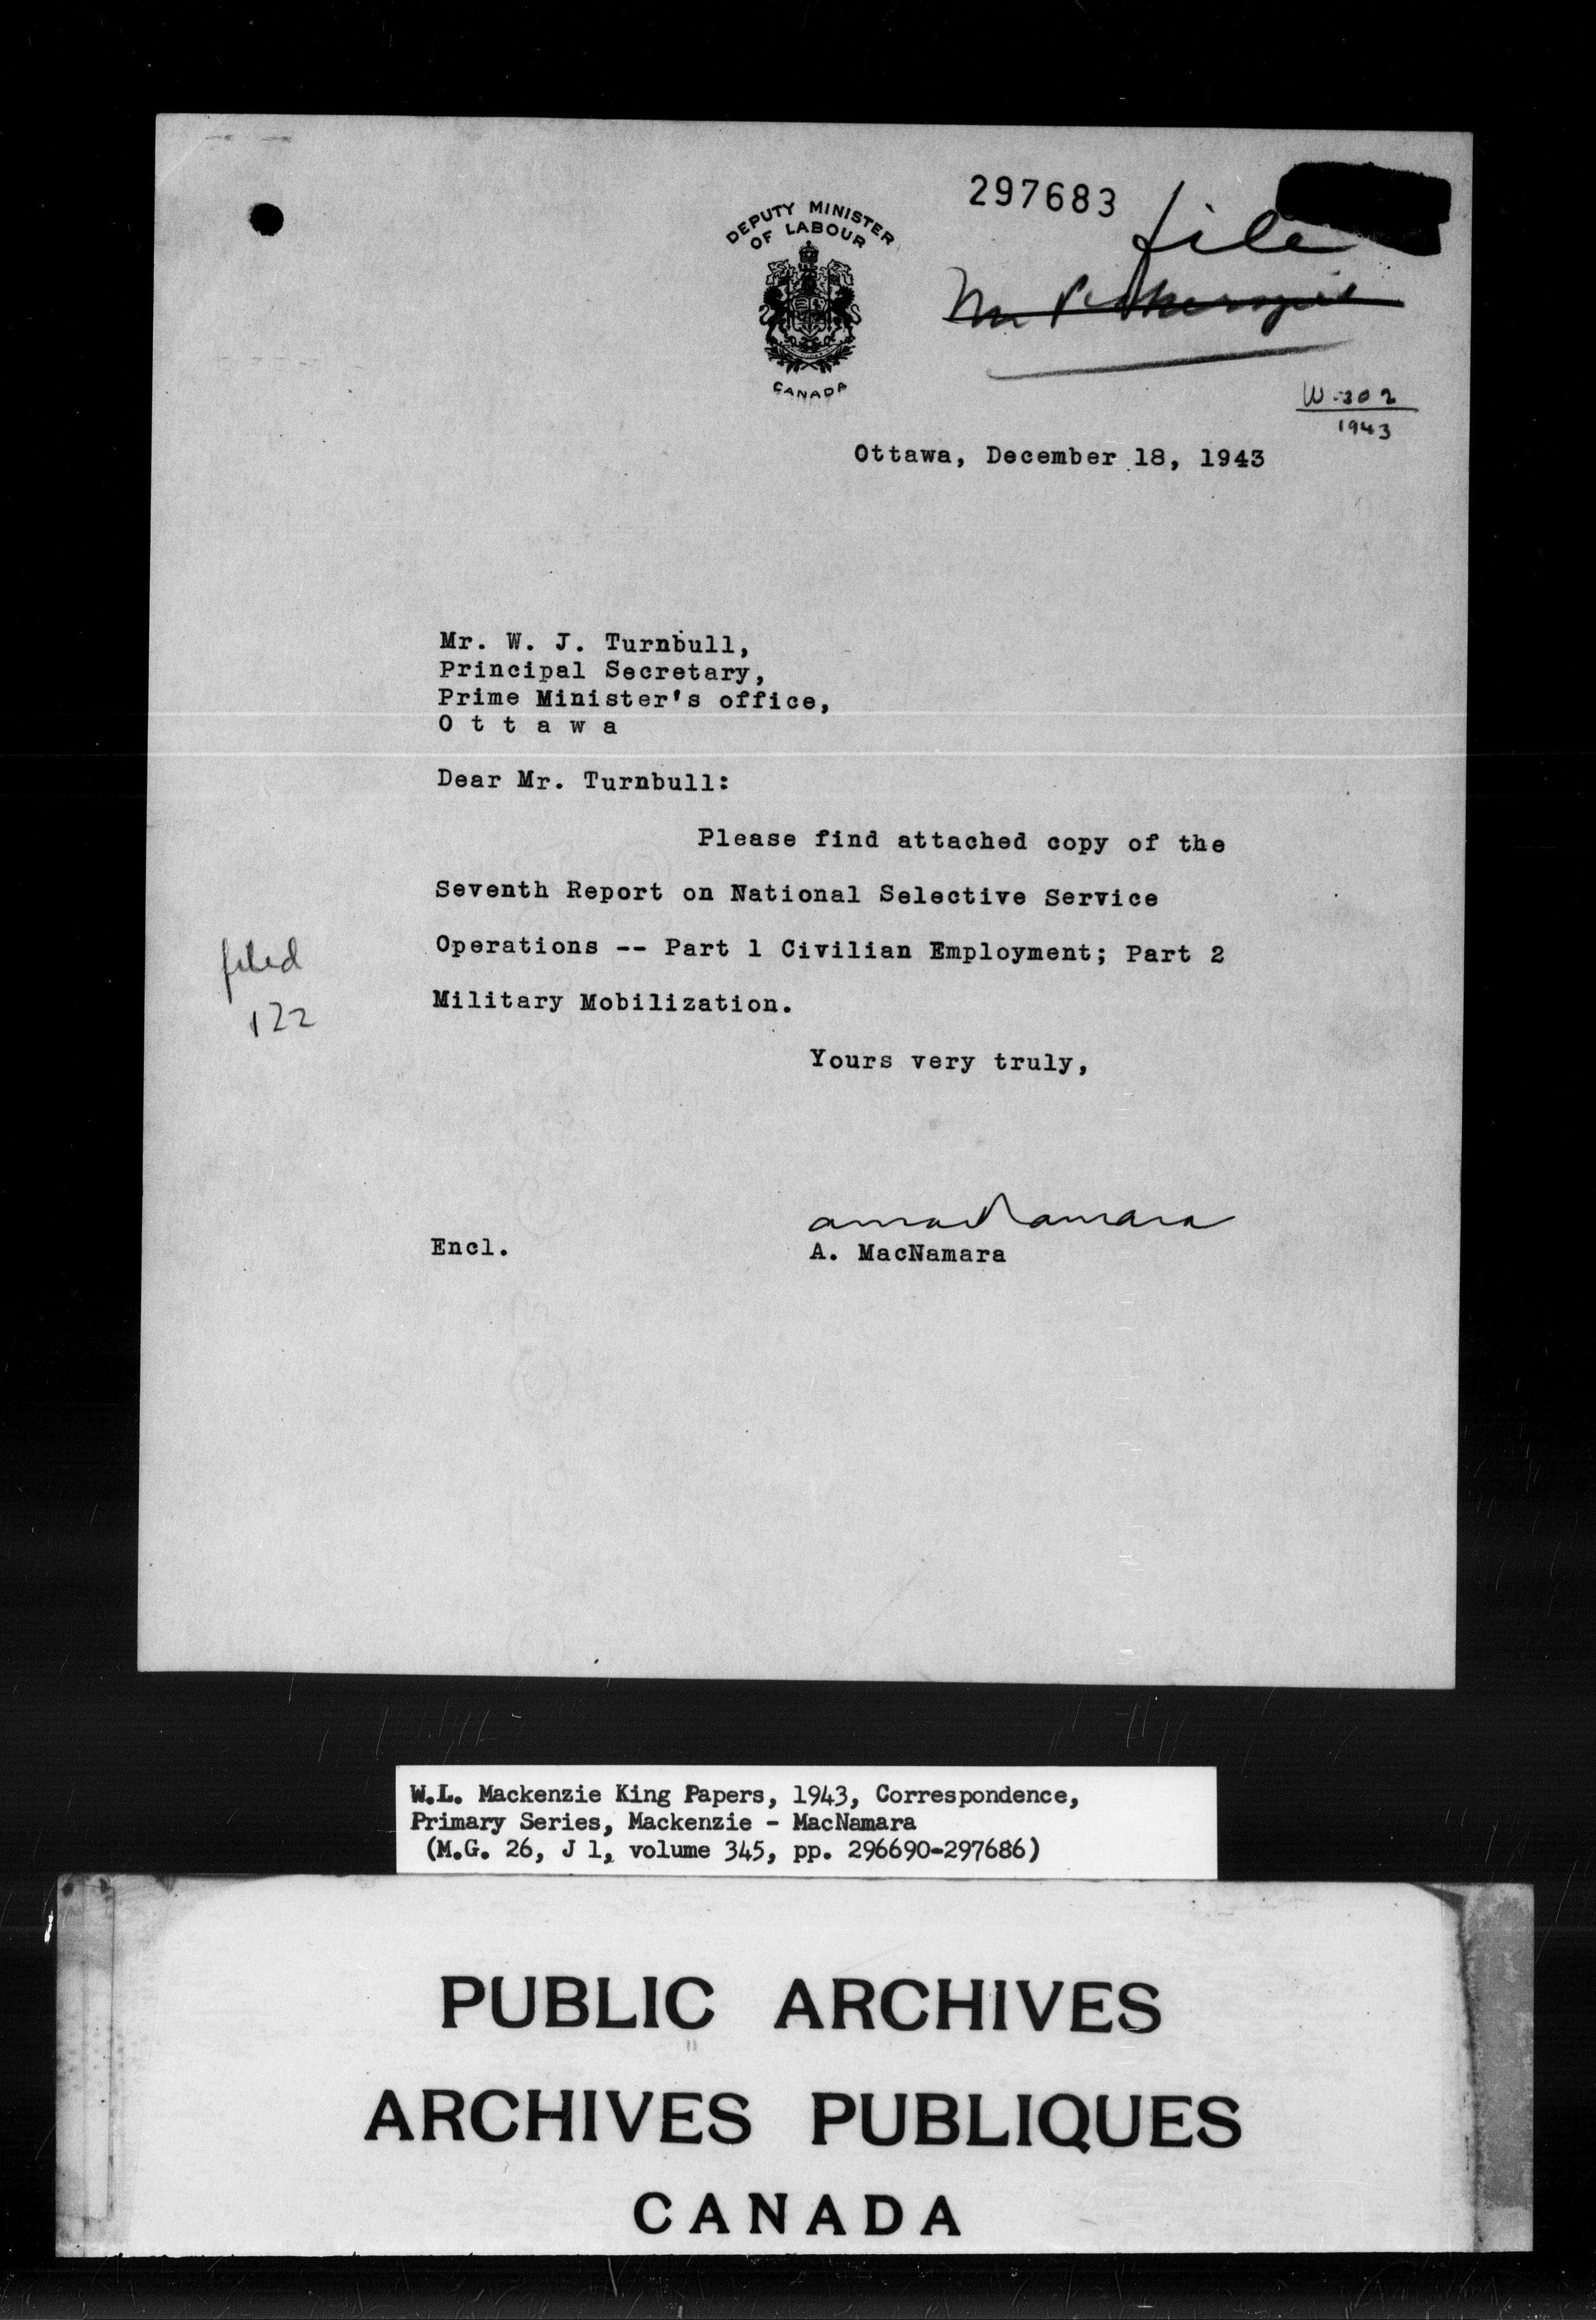 297683
DEPUTY MINISTER
OF LABOUR
CANADA
file
W-302
1943
Ottawa, December 18, 1943
Mr. W. J. Turnbull,
Principal Secretary,
Prime Minister's office,
O t t a w a
Dear Mr. Turnbull:
Please find attached copy of the
Seventh Report on National Selective Service
Operations -- Part 1 Civilian Employment; Part 2
Military Mobilization.
filed
122
Yours very truly,
A MacNamara
Encl.
A. MacNamara
W.L. Mackenzie King Papers, 1943, Correspondence,
Primary Series, Mackenzie - MacNamara
(M.G. 26, J 1, volume 345, pp. 296690-297686)
PUBLIC ARCHIVES
ARCHIVES PUBLIQUES
CANADA